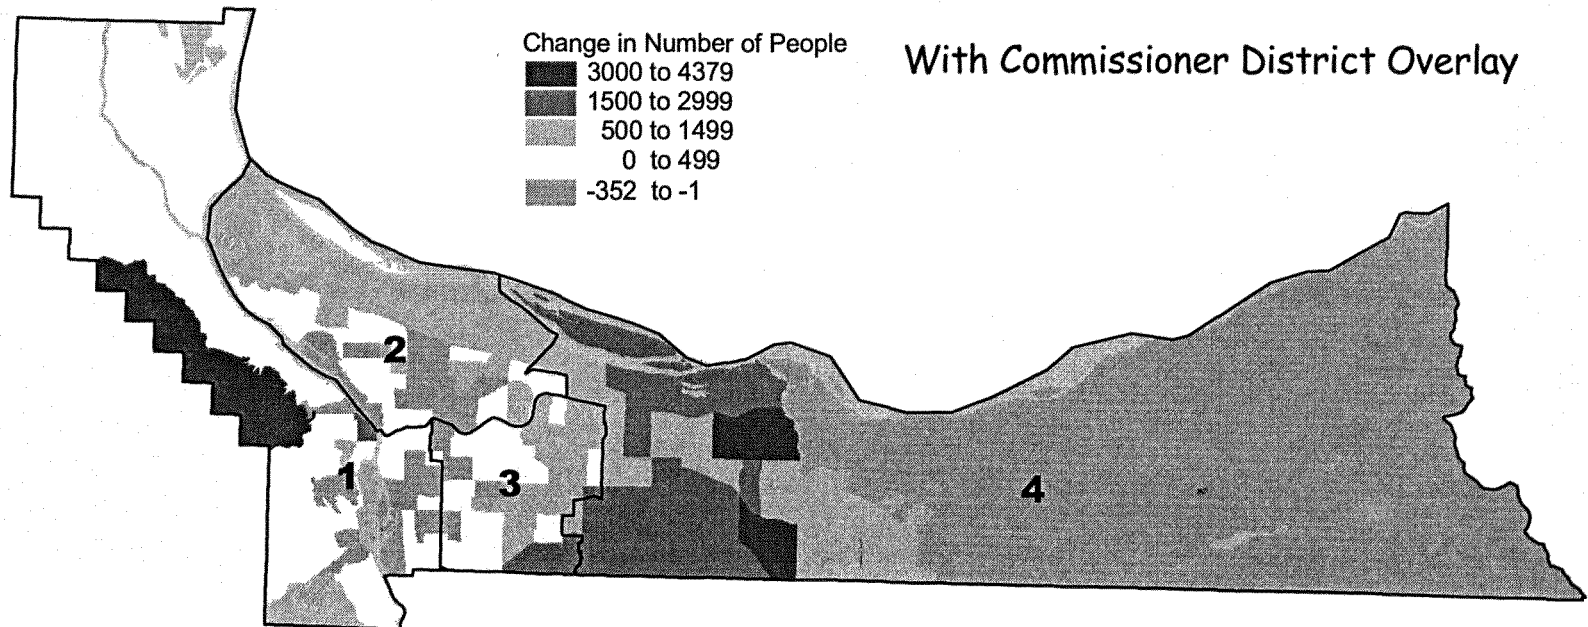 Change in Number of People
With Commissioner District Overlay
3000 to 4379
1500 to 2999
500 to 1499
0 to 499
-352 to -1
2
1
3
4